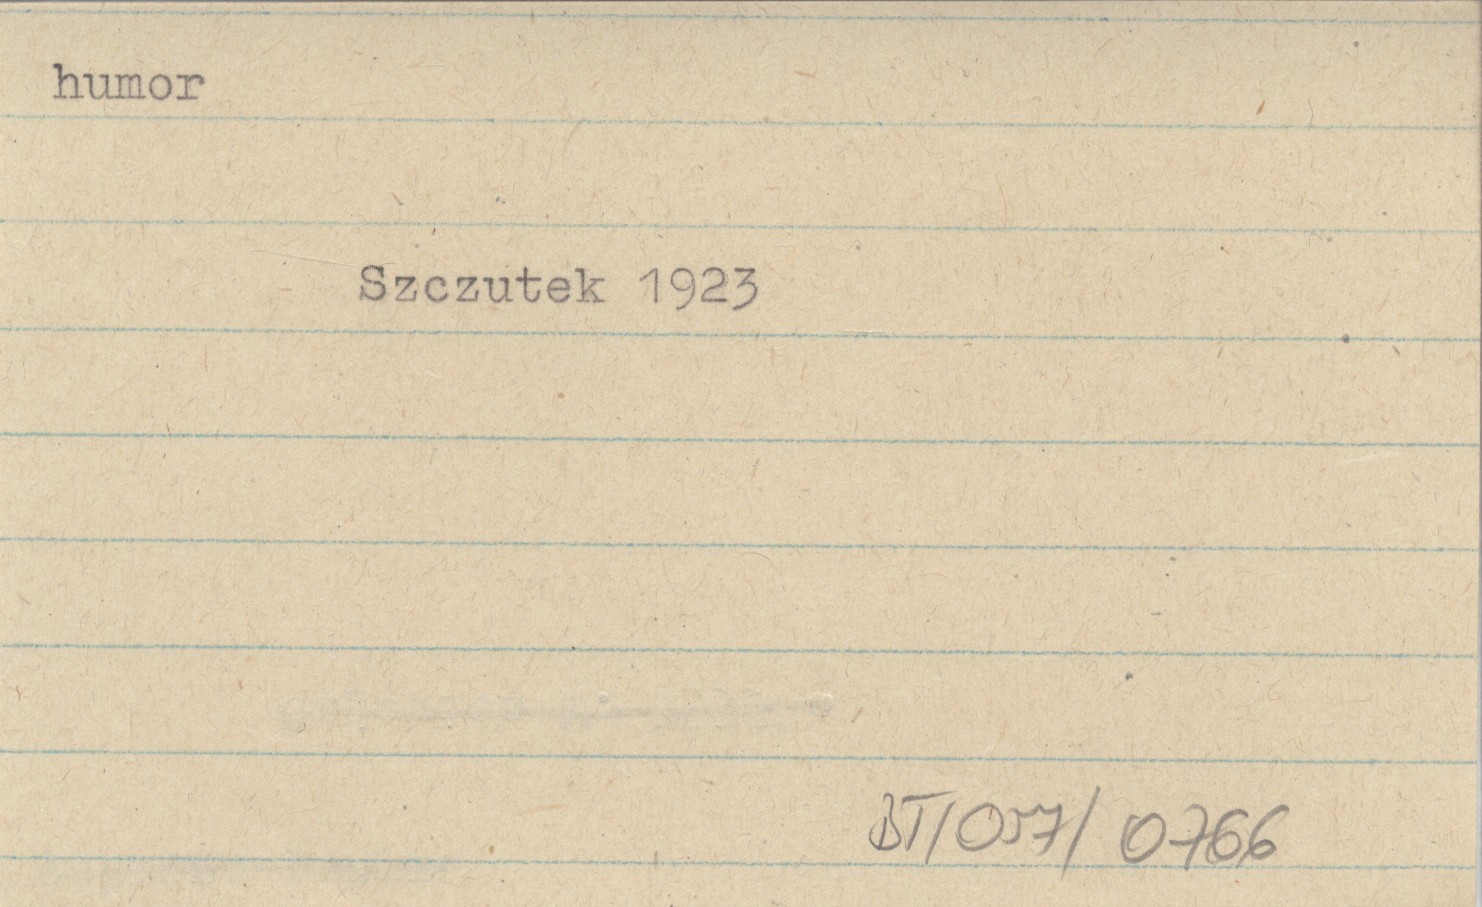 humor
Szczutek 1923
BT/057/0766